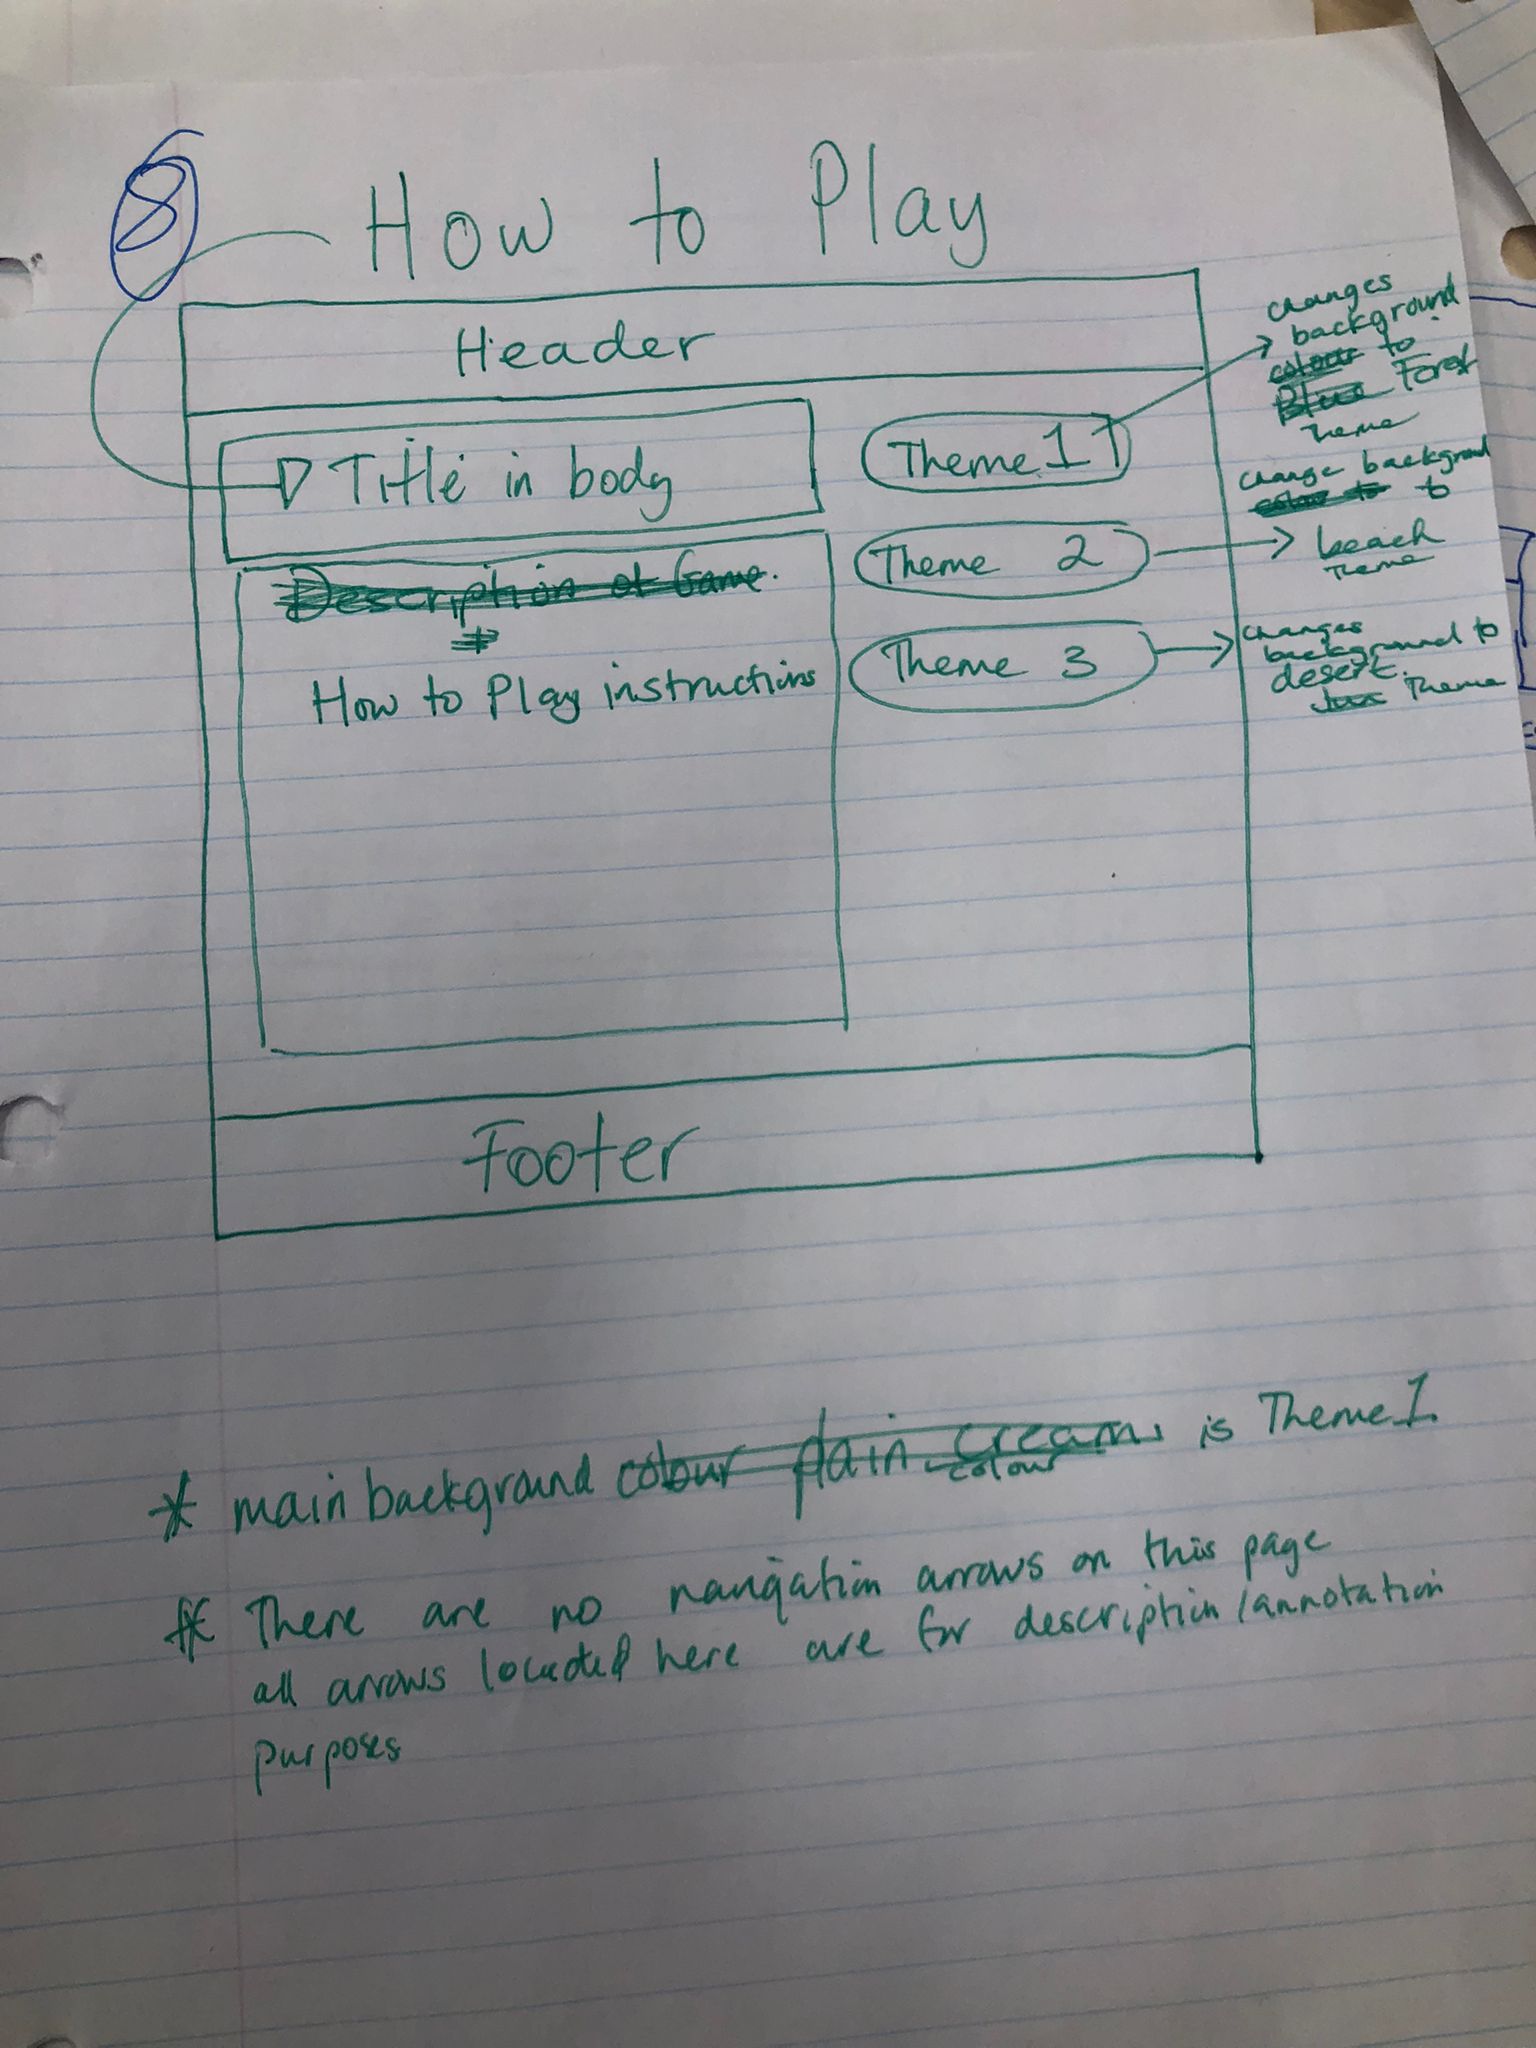 8
How to Play
Header
Title in body
Description of Game.
How to Play instructions
Theme 1
Theme 2
Theme 3
changes
background
colour to
Blue Forest
Theme
change background
colour to to
beach
Theme
changes
background to
desert.
Theme
Footer
* main background colour plain cream colour is Theme 1.
* There are no navigation arrows on this page
all arrows located here are for description/annotation
purposes